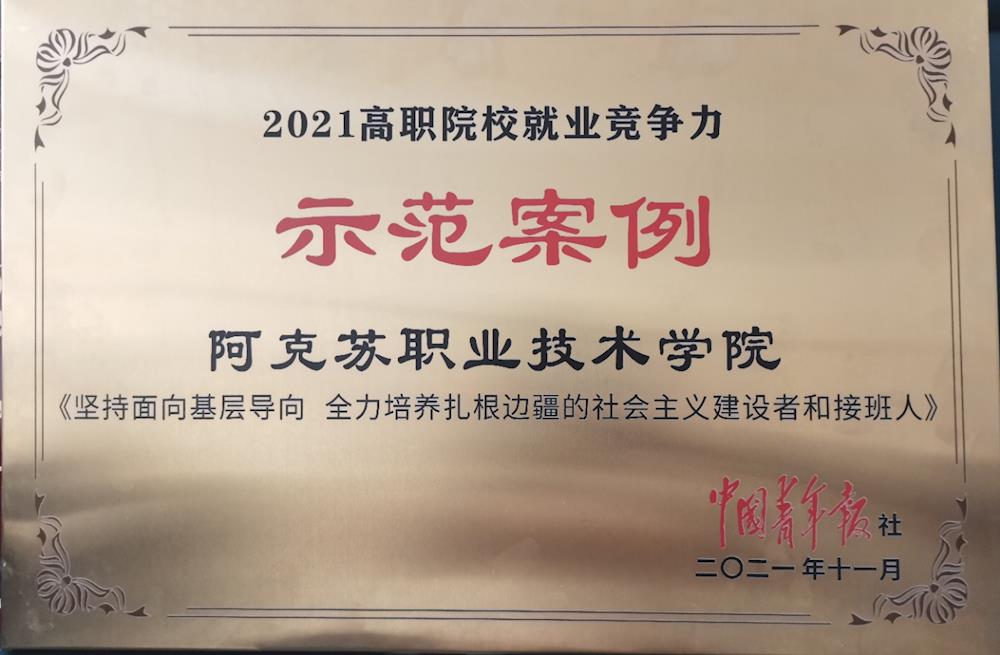 2021高职院校就业竞争力
示范案例
阿克苏职业技术学院
《坚持面向基层导向 全力培养扎根边疆的社会主义建设者和接班人》
中国青年报社
二〇二一年十一月